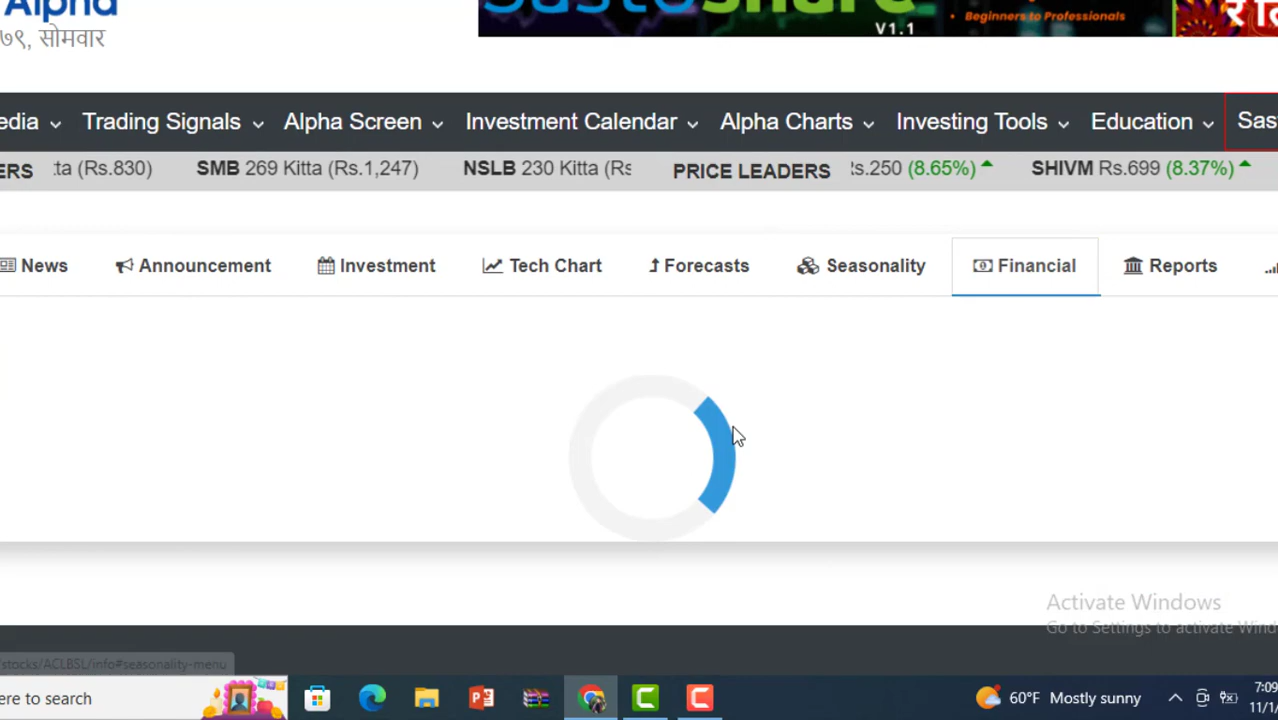 Alpha
Sastoshare
V1.1
• Beginners to Professionals
७९, सोमवार
edia
Trading Signals
Alpha Screen
Investment Calendar
Alpha Charts
Investing Tools
Education
Sas
ERS
:ta (Rs.830) SMB 269 Kitta (Rs.1,247) NSLB 230 Kitta (Rs
PRICE LEADERS
Rs.250 (8.65%) SHIVM Rs.699 (8.37%)
News
Announcement
Investment
Tech Chart
Forecasts
Seasonality
Financial
Reports
Activate Windows
Go to Settings to activate Wind
/stocks/ACLBSL/info#seasonality-menu
ere to search
60°F Mostly sunny
7:09
11/1/